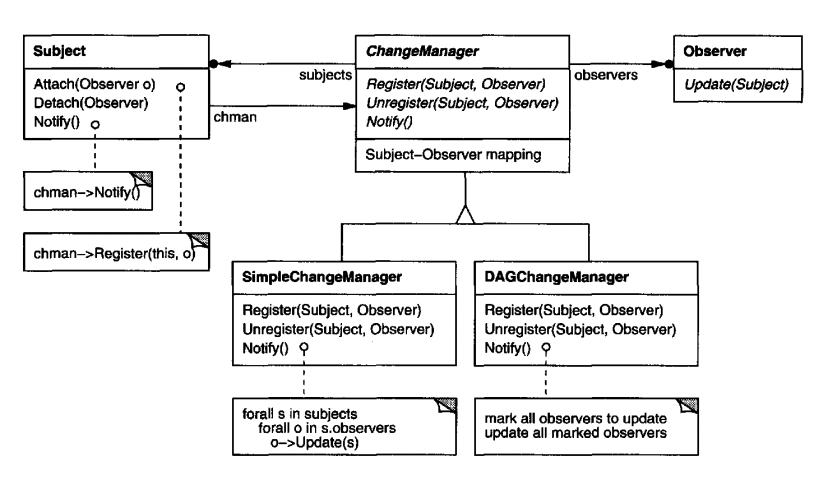 Subject
Attach(Observer o)
Detach(Observer)
Notify()
chman–>Notify()
chman–>Register(this, o)
subjects
chman
ChangeManager
Register(Subject, Observer)
Unregister(Subject, Observer)
Notify()
Subject–Observer mapping
observers
Observer
Update(Subject)
SimpleChangeManager
Register(Subject, Observer)
Unregister(Subject, Observer)
Notify()
forall s in subjects
forall o in s.observers
o–>Update(s)
DAGChangeManager
Register(Subject, Observer)
Unregister(Subject, Observer)
Notify()
mark all observers to update
update all marked observers